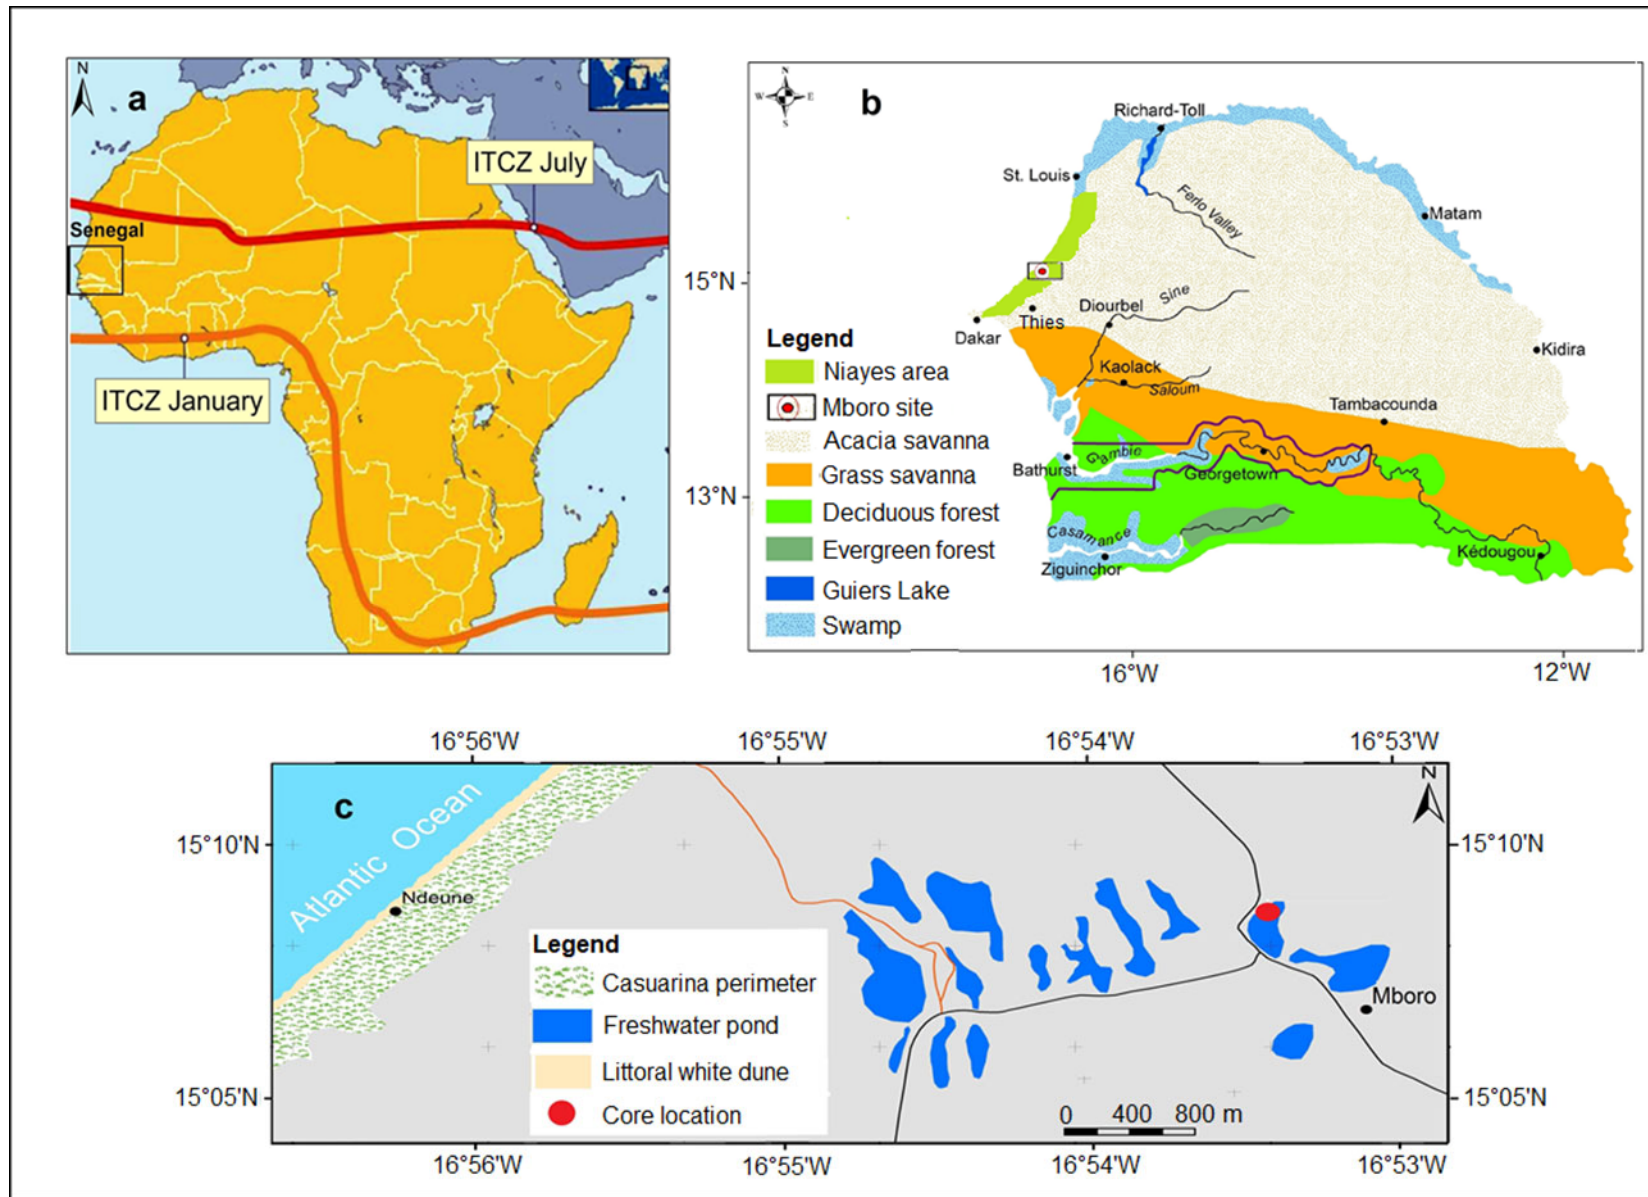 N
a
ITCZ July
Senegal
ITCZ January
N
W
E
S
b
Richard-Toll
St. Louis
Ferlo Valley
Matam
15°N
Sine
Diourbel
Thies
Dakar
Kidira
Kaolack
Saloum
Tambacounda
Gambie
Bathurst
Georgetown
13°N
Casamance
Kédougou
Ziguinchor
Legend
Niayes area
Mboro site
Acacia savanna
Grass savanna
Deciduous forest
Evergreen forest
Guiers Lake
Swamp
16°W
12°W
16°56'W
16°55'W
16°54'W
16°53'W
c
N
Atlantic Ocean
15°10'N
15°10'N
Ndeune
Legend
Casuarina perimeter
Freshwater pond
Littoral white dune
Core location
Mboro
0 400 800 m
15°05'N
15°05'N
16°56'W
16°55'W
16°54'W
16°53'W